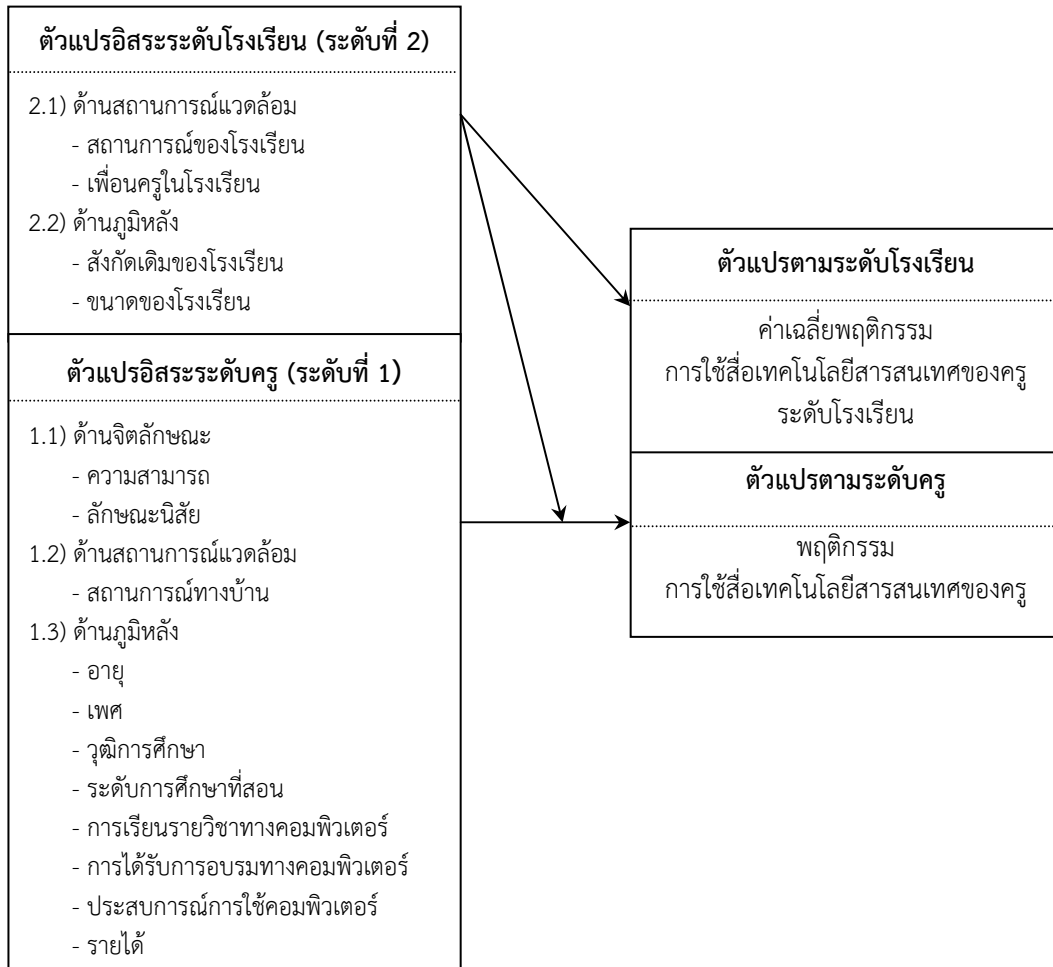 ตัวแปรอิสระระดับโรงเรียน (ระดับที่ 2)
2.1) ด้านสถานการณ์แวดล้อม
- สถานการณ์ของโรงเรียน
- เพื่อนครูในโรงเรียน
2.2) ด้านภูมิหลัง
- สังกัดเดิมของโรงเรียน
- ขนาดของโรงเรียน
ตัวแปรอิสระระดับครู (ระดับที่ 1)
1.1) ด้านจิตลักษณะ
- ความสามารถ
- ลักษณะนิสัย
1.2) ด้านสถานการณ์แวดล้อม
- สถานการณ์ทางบ้าน
1.3) ด้านภูมิหลัง
- อายุ
- เพศ
- วุฒิการศึกษา
- ระดับการศึกษาที่สอน
- การเรียนรายวิชาทางคอมพิวเตอร์
- การได้รับการอบรมทางคอมพิวเตอร์
- ประสบการณ์การใช้คอมพิวเตอร์
- รายได้
ตัวแปรตามระดับโรงเรียน
ค่าเฉลี่ยพฤติกรรม
การใช้สื่อเทคโนโลยีสารสนเทศของครู
ระดับโรงเรียน
ตัวแปรตามระดับครู
พฤติกรรม
การใช้สื่อเทคโนโลยีสารสนเทศของครู